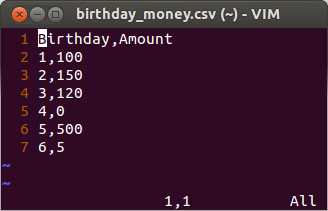 birthday_money.csv (~) - VIM
1 Birthday,Amount
2 1,100
3 2,150
4 3,120
5 4,0
6 5,500
7 6,5
~
~
1,1 All